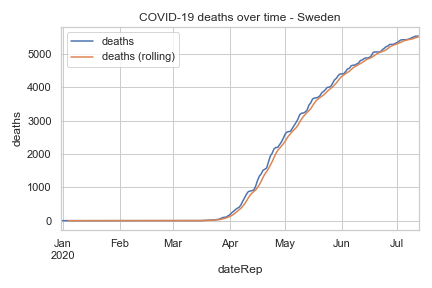 COVID-19 deaths over time - Sweden
deaths
deaths (rolling)
5000
4000
3000
2000
1000
0
deaths
Jan Feb Mar Apr May Jun Jul
2020
dateRep